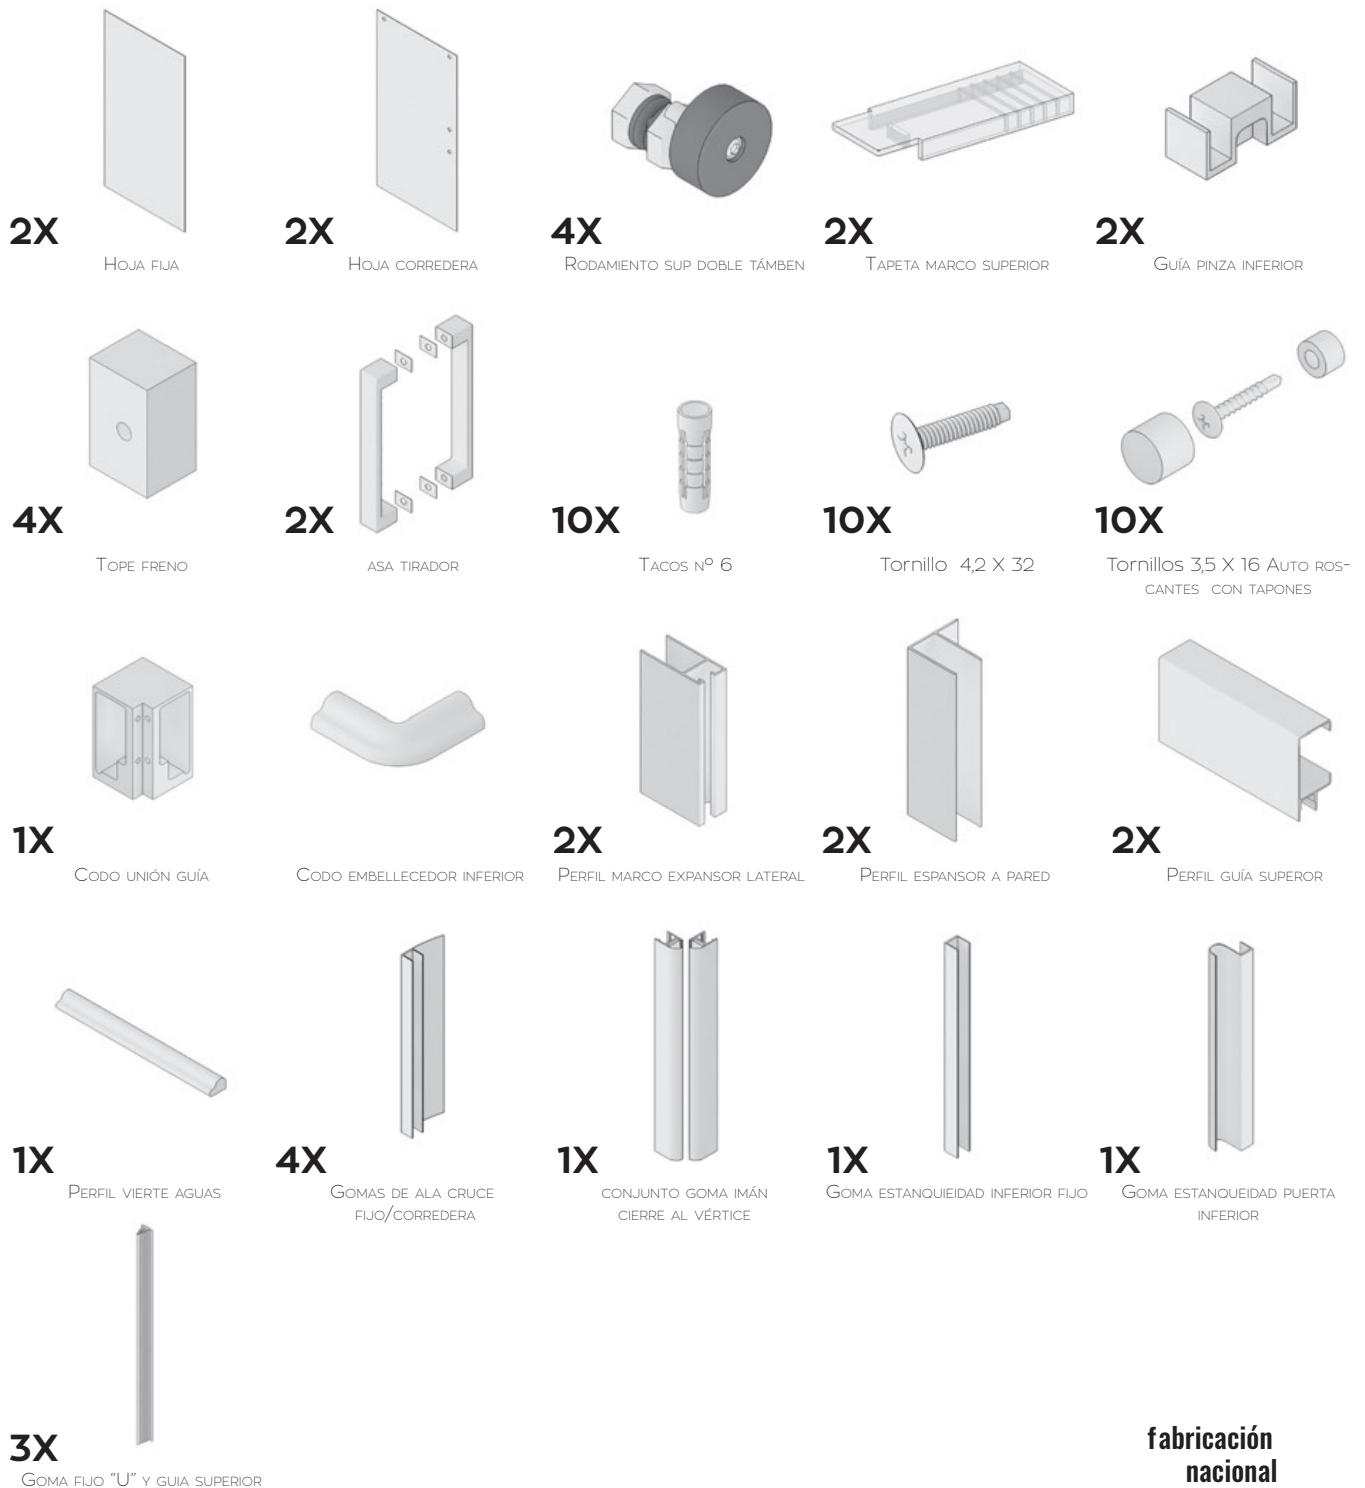 2X
HOJA FIJA
2X
HOJA CORREDERA
4X
RODAMIENTO SUP DOBLE TÁMBEN
2X
TAPETA MARCO SUPERIOR
2X
GUÍA PINZA INFERIOR
4X
TOPE FRENO
2X
ASA TIRADOR
10X
TACOS Nº 6
10X
Tornillo 4,2 X 32
10X
Tornillos 3,5 X 16 AUTO ROS-
CANTES CON TAPONES
1X
CODO UNIÓN GUÍA
CODO EMBELLECEDOR INFERIOR
2X
PERFIL MARCO EXPANSOR LATERAL
2X
PERFIL ESPANSOR A PARED
2X
PERFIL GUÍA SUPEROR
1X
PERFIL VIERTE AGUAS
4X
GOMAS DE ALA CRUCE
FIJO/CORREDERA
1X
CONJUNTO GOMA IMÁN
CIERRE AL VÉRTICE
1X
GOMA ESTANQUIEIDAD INFERIOR FIJO
1X
GOMA ESTANQUEIDAD PUERTA
INFERIOR
3X
GOMA FIJO "U" Y GUIA SUPERIOR
fabricación
nacional